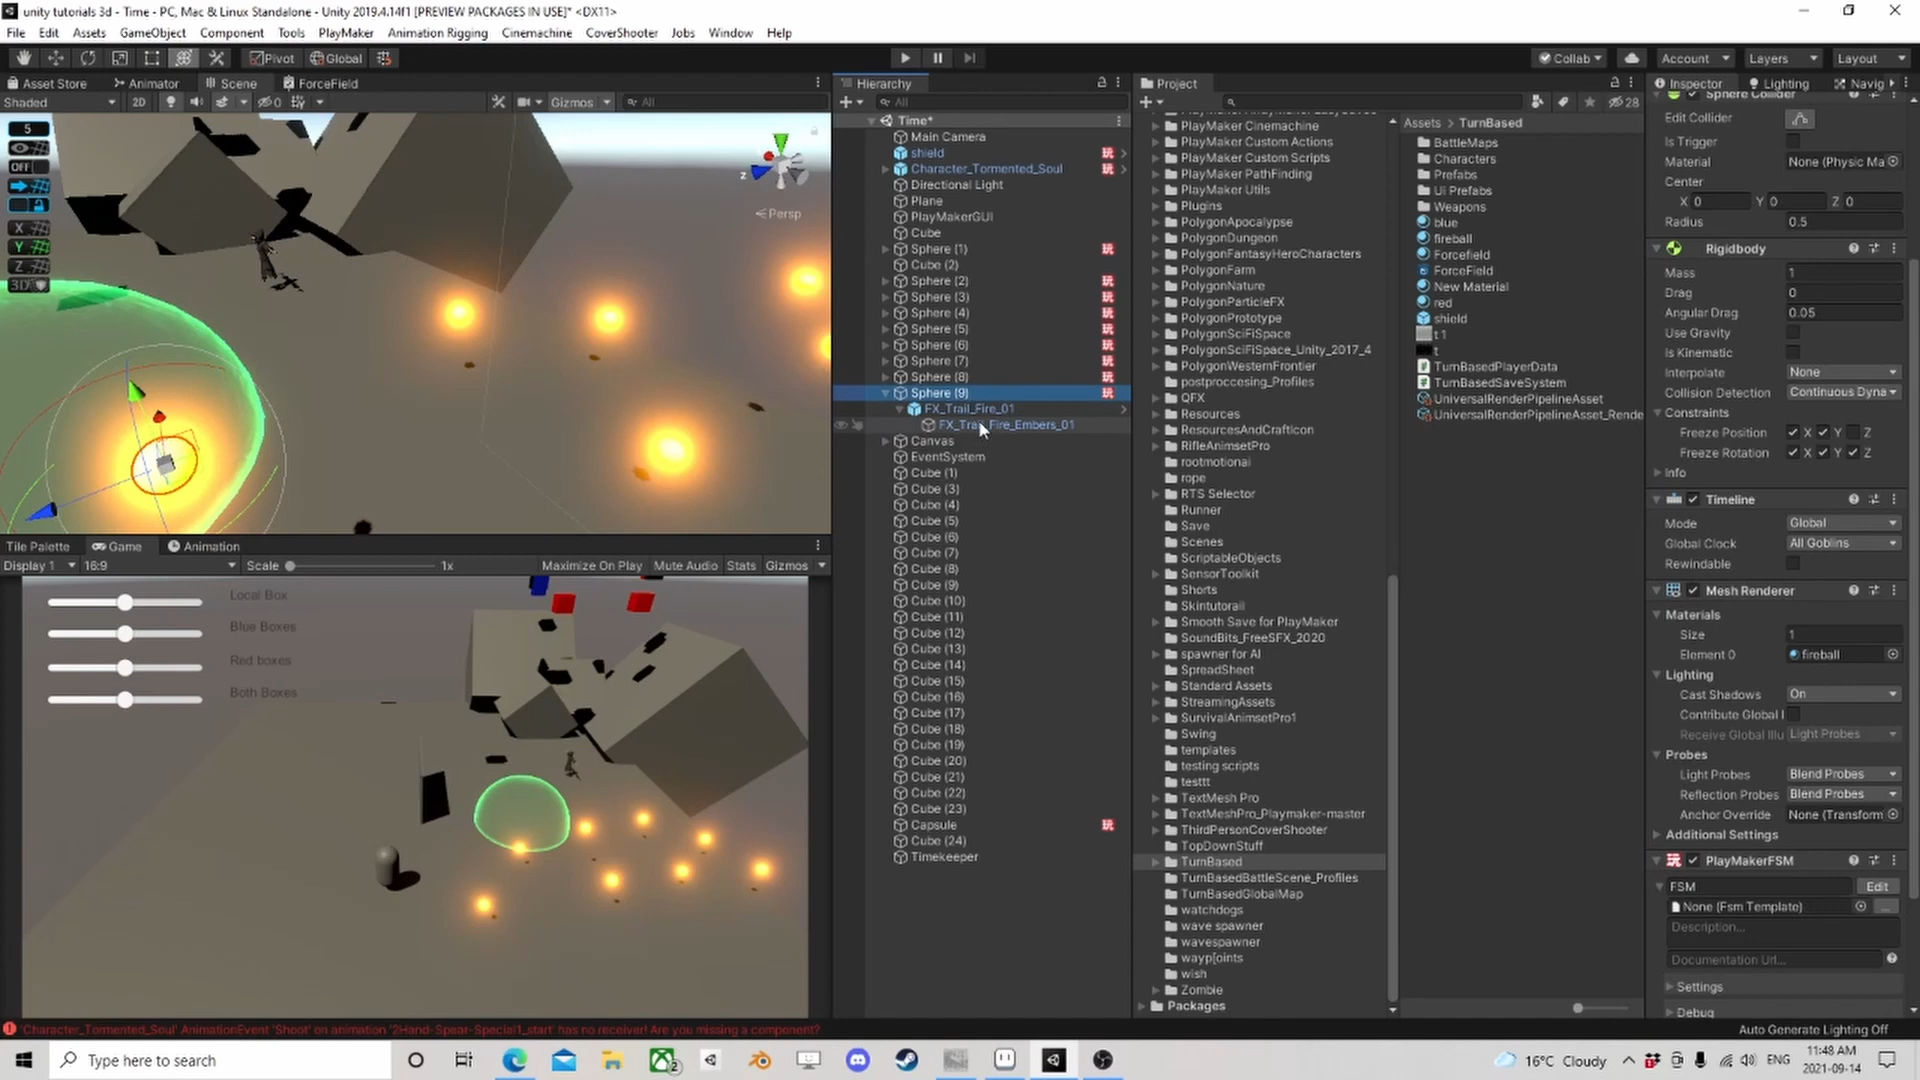 unity tutorials 3d - Time - PC, Mac & Linux Standalone - Unity 2019.4.14f1 [PREVIEW PACKAGES IN USE]* <DX11>
File Edit Assets GameObject Component Tools PlayMaker Animation Rigging Cinemachine CoverShooter Jobs Window Help
Pivot Global Collab Account Layers Layout
Asset Store Animator Scene ForceField
Shaded 2D 0 Gizmos All
5
OFF
X
Y
Z
3D
z
Persp
Tile Palette Game Animation
Display 1 16:9 Scale 1x Maximize On Play Mute Audio Stats Gizmos
Local Box
Blue Boxes
Red boxes
Both Boxes
Hierarchy
All
Time*
Main Camera
shield
Character_Tormented_Soul
Directional Light
Plane
PlayMakerGUI
Cube
Sphere (1)
Cube (2)
Sphere (2)
Sphere (3)
Sphere (4)
Sphere (5)
Sphere (6)
Sphere (7)
Sphere (8)
Sphere (9)
FX_Trail_Fire_01
FX_Trail_Fire_Embers_01
Canvas
EventSystem
Cube (1)
Cube (3)
Cube (4)
Cube (5)
Cube (6)
Cube (7)
Cube (8)
Cube (9)
Cube (10)
Cube (11)
Cube (12)
Cube (13)
Cube (14)
Cube (15)
Cube (16)
Cube (17)
Cube (18)
Cube (19)
Cube (20)
Cube (21)
Cube (22)
Cube (23)
Capsule
Cube (24)
Timekeeper
Project
28
PlayMaker Cinemachine
PlayMaker Custom Actions
PlayMaker Custom Scripts
PlayMaker PathFinding
PlayMaker Utils
Plugins
PolygonApocalypse
PolygonDungeon
PolygonFantasyHeroCharacters
PolygonFarm
PolygonNature
PolygonParticleFX
PolygonPrototype
PolygonSciFiSpace
PolygonSciFiSpace_Unity_2017_4
PolygonWesternFrontier
postproccesing_Profiles
QFX
Resources
ResourcesAndCraftIcon
RifleAnimsetPro
rootmotionai
rope
RTS Selector
Runner
Save
Scenes
ScriptableObjects
SensorToolkit
Shorts
Skintutorail
Smooth Save for PlayMaker
SoundBits_FreeSFX_2020
spawner for AI
SpreadSheet
Standard Assets
StreamingAssets
SurvivalAnimsetPro1
Swing
templates
testing scripts
testtt
TextMesh Pro
TextMeshPro_Playmaker-master
ThirdPersonCoverShooter
TopDownStuff
TurnBased
TurnBasedBattleScene_Profiles
TurnBasedGlobalMap
watchdogs
wave spawner
wavespawner
wayp[oints
wish
Zombie
Packages
Assets > TurnBased
BattleMaps
Characters
Prefabs
Ui Prefabs
Weapons
blue
fireball
Forcefield
ForceField
New Material
red
shield
t 1
t
TurnBasedPlayerData
TurnBasedSaveSystem
UniversalRenderPipelineAsset
UniversalRenderPipelineAsset_Rende
Inspector Lighting Navig
Sphere Collider
Edit Collider
Is Trigger
Material None (Physic Ma
Center
X 0 Y 0 Z 0
Radius 0.5
Rigidbody
Mass 1
Drag 0
Angular Drag 0.05
Use Gravity
Is Kinematic
Interpolate None
Collision Detection Continuous Dyna
Constraints
Freeze Position X Y Z
Freeze Rotation X Y Z
Info
Timeline
Mode Global
Global Clock All Goblins
Rewindable
Mesh Renderer
Materials
Size 1
Element 0 fireball
Lighting
Cast Shadows On
Contribute Global I
Receive Global Illu Light Probes
Probes
Light Probes Blend Probes
Reflection Probes Blend Probes
Anchor Override None (Transform
Additional Settings
PlayMakerFSM
FSM Edit
None (Fsm Template) ...
Description...
Documentation Url...
Settings
Debug
'Character_Tormented_Soul' AnimationEvent 'Shoot' on animation '2Hand-Spear-Special1_start' has no receiver! Are you missing a component?
Auto Generate Lighting Off
Type here to search
2
16°C Cloudy
ENG
11:48 AM
2021-09-14